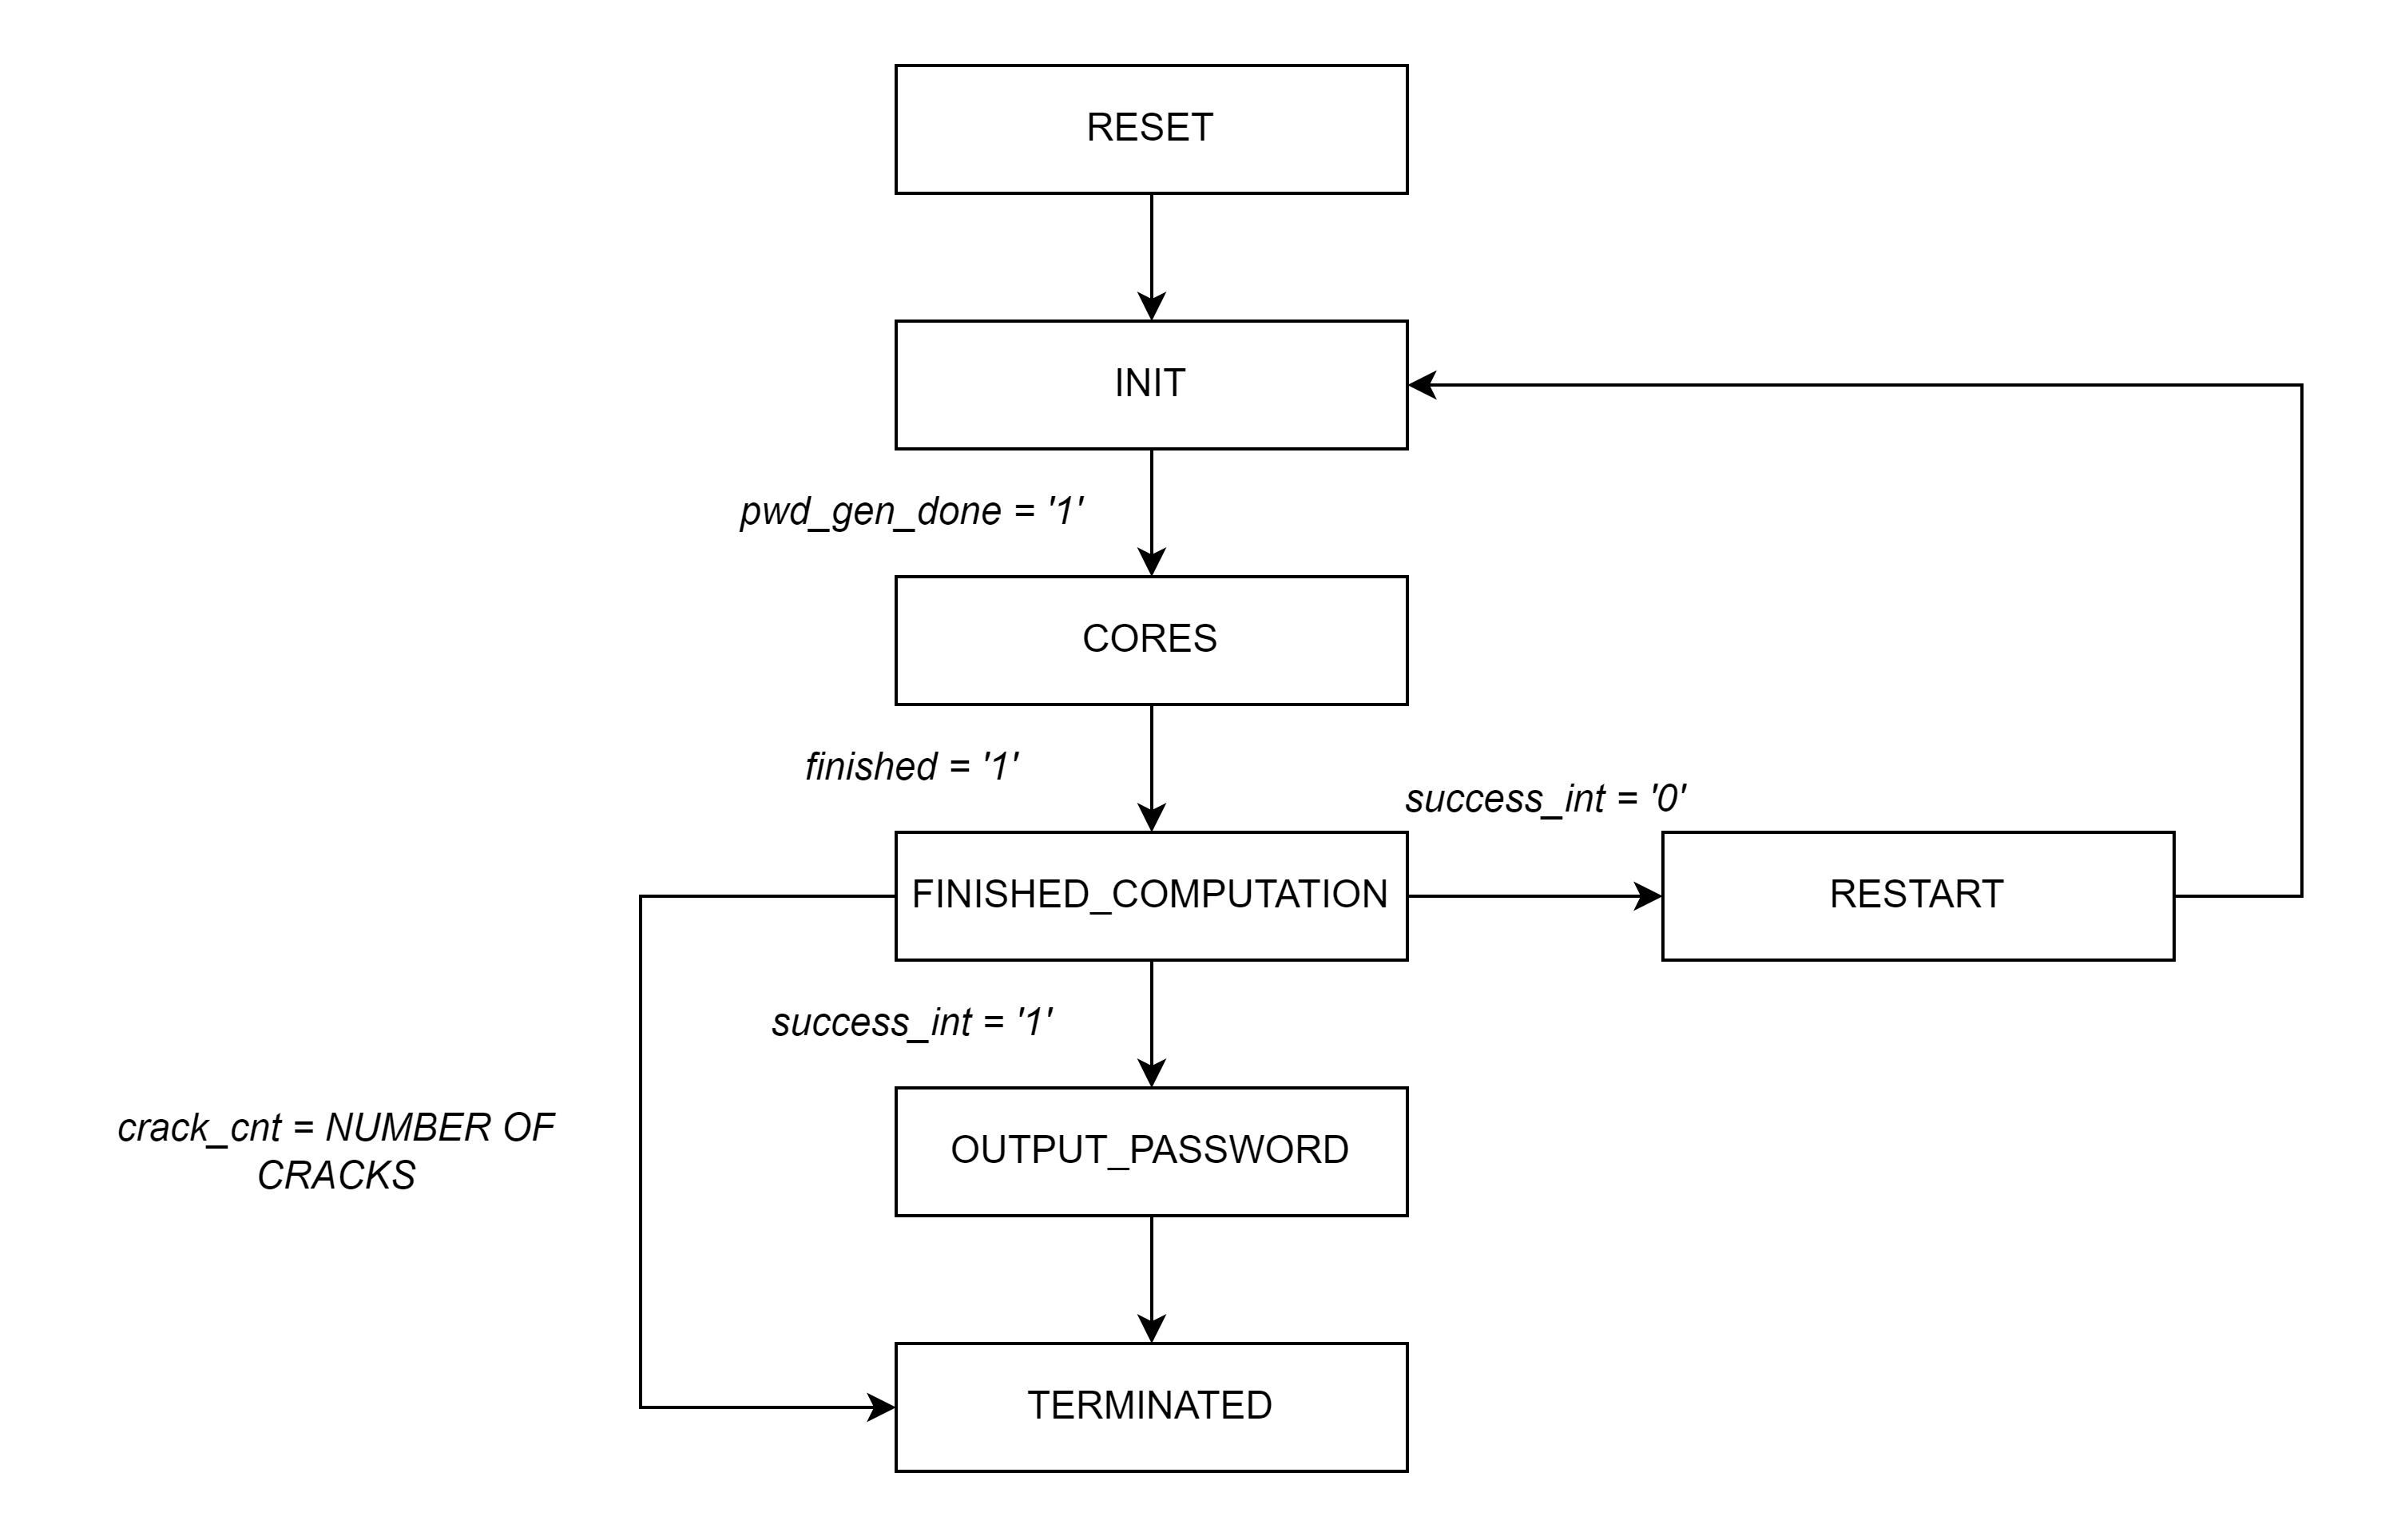 RESET
INIT
pwd_gen_done = '1'
CORES
finished = '1'
success_int = '0'
FINISHED_COMPUTATION
RESTART
success_int = '1'
crack_cnt = NUMBER OF
CRACKS
OUTPUT_PASSWORD
TERMINATED